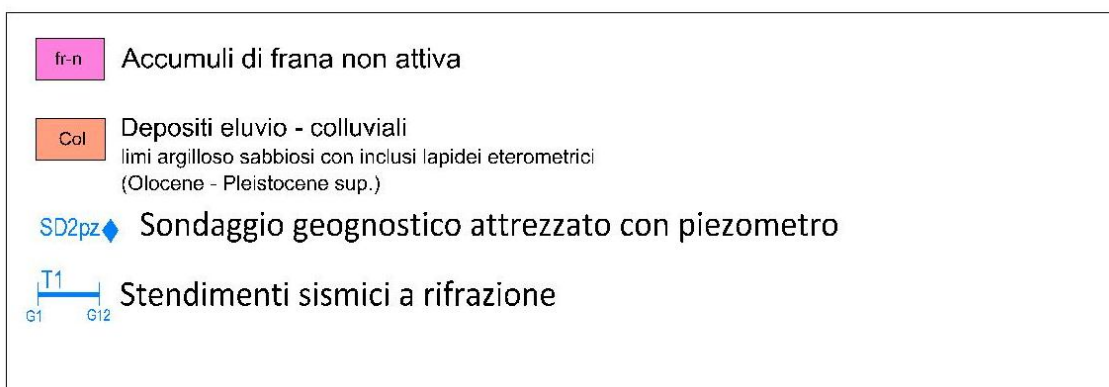 fr-n Accumuli di frana non attiva
Col Depositi eluvio - colluviali
limi argilloso sabbiosi con inclusi lapidei eterometrici
(Olocene - Pleistocene sup.)
SD2pz Sondaggio geognostico attrezzato con piezometro
T1 Stendimenti sismici a rifrazione
G1 G12